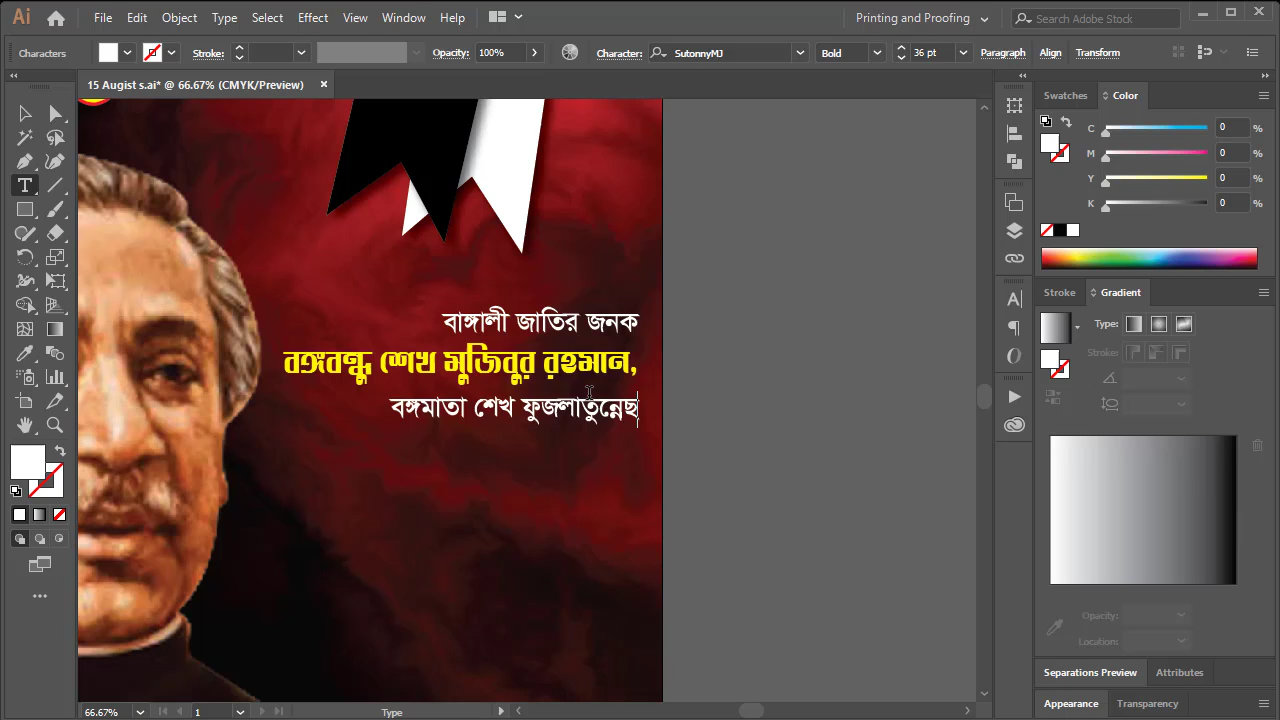 Ai File Edit Object Type Select Effect View Window Help Printing and Proofing Search Adobe Stock
Characters Stroke: Opacity: 100% Character: SutonnyMJ Bold 36 pt Paragraph Align Transform
15 Augist s.ai* @ 66.67% (CMYK/Preview)
বাঙ্গালী জাতির জনক
বঙ্গবন্ধু শেখ মুজিবুর রহমান,
বঙ্গমাতা শেখ ফুজলাতুন্নেছ
Swatches Color
C 0 %
M 0 %
Y 0 %
K 0 %
Stroke Gradient
Type:
Stroke:
Opacity:
Location:
Separations Preview Attributes
Appearance Transparency
66.67% 1 Type